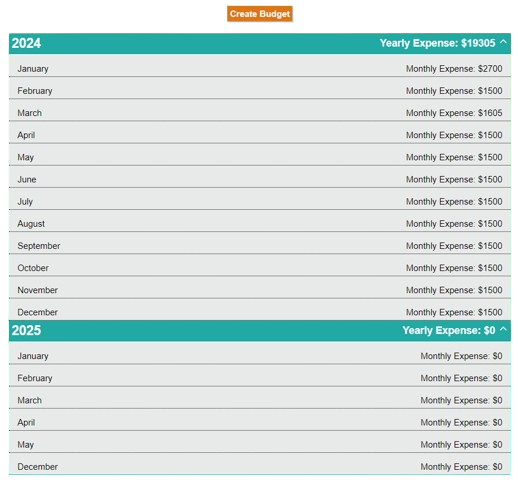 Create Budget
2024 Yearly Expense: $19305
January Monthly Expense: $2700
February Monthly Expense: $1500
March Monthly Expense: $1605
April Monthly Expense: $1500
May Monthly Expense: $1500
June Monthly Expense: $1500
July Monthly Expense: $1500
August Monthly Expense: $1500
September Monthly Expense: $1500
October Monthly Expense: $1500
November Monthly Expense: $1500
December Monthly Expense: $1500
2025 Yearly Expense: $0
January Monthly Expense: $0
February Monthly Expense: $0
March Monthly Expense: $0
April Monthly Expense: $0
May Monthly Expense: $0
December Monthly Expense: $0